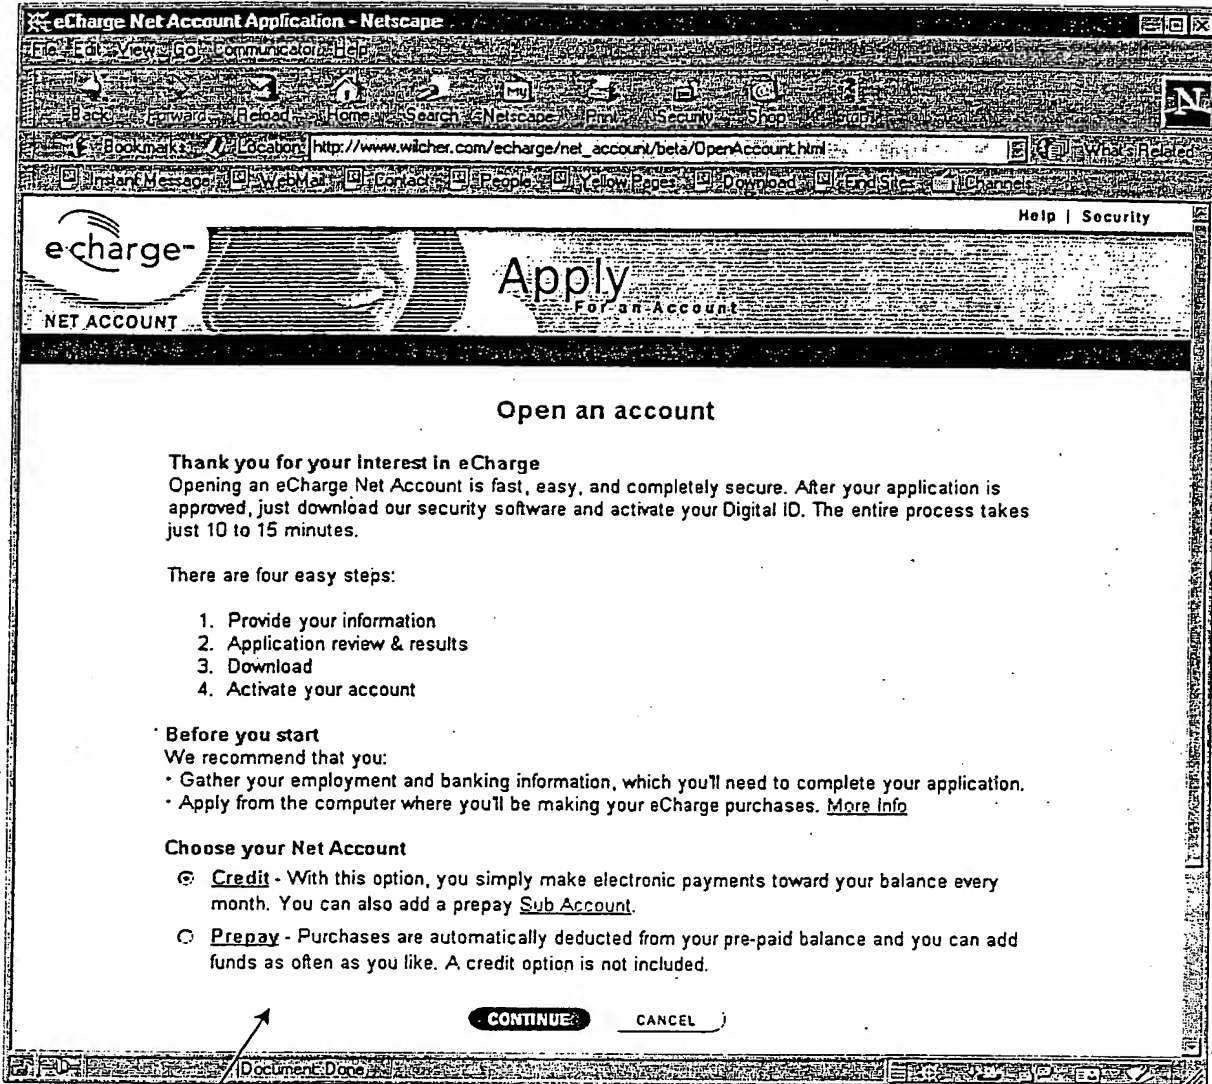 eCharge Net Account Application - Netscape
File Edit View Go Communicator Help
Back Forward Reload Home Search Netscape Print Security Shop Stop
Bookmarks Location: http://www.wilcher.com/echarge/net_account/beta/OpenAccount.html What's Related
Instant Message WebMail Contact People Yellow Pages Download Find Sites Channels
Help | Security
echarge
NET ACCOUNT
Apply
For-an-Account
Open an account
Thank you for your interest in eCharge
Opening an eCharge Net Account is fast, easy, and completely secure. After your application is
approved, just download our security software and activate your Digital ID. The entire process takes
just 10 to 15 minutes.
There are four easy steps:
1. Provide your information
2. Application review & results
3. Download
4. Activate your account
Before you start
We recommend that you:
· Gather your employment and banking information, which you'll need to complete your application.
· Apply from the computer where you'll be making your eCharge purchases. More Info
Choose your Net Account
Credit - With this option, you simply make electronic payments toward your balance every
month. You can also add a prepay Sub Account.
Prepay - Purchases are automatically deducted from your pre-paid balance and you can add
funds as often as you like. A credit option is not included.
CONTINUE CANCEL
Document: Done